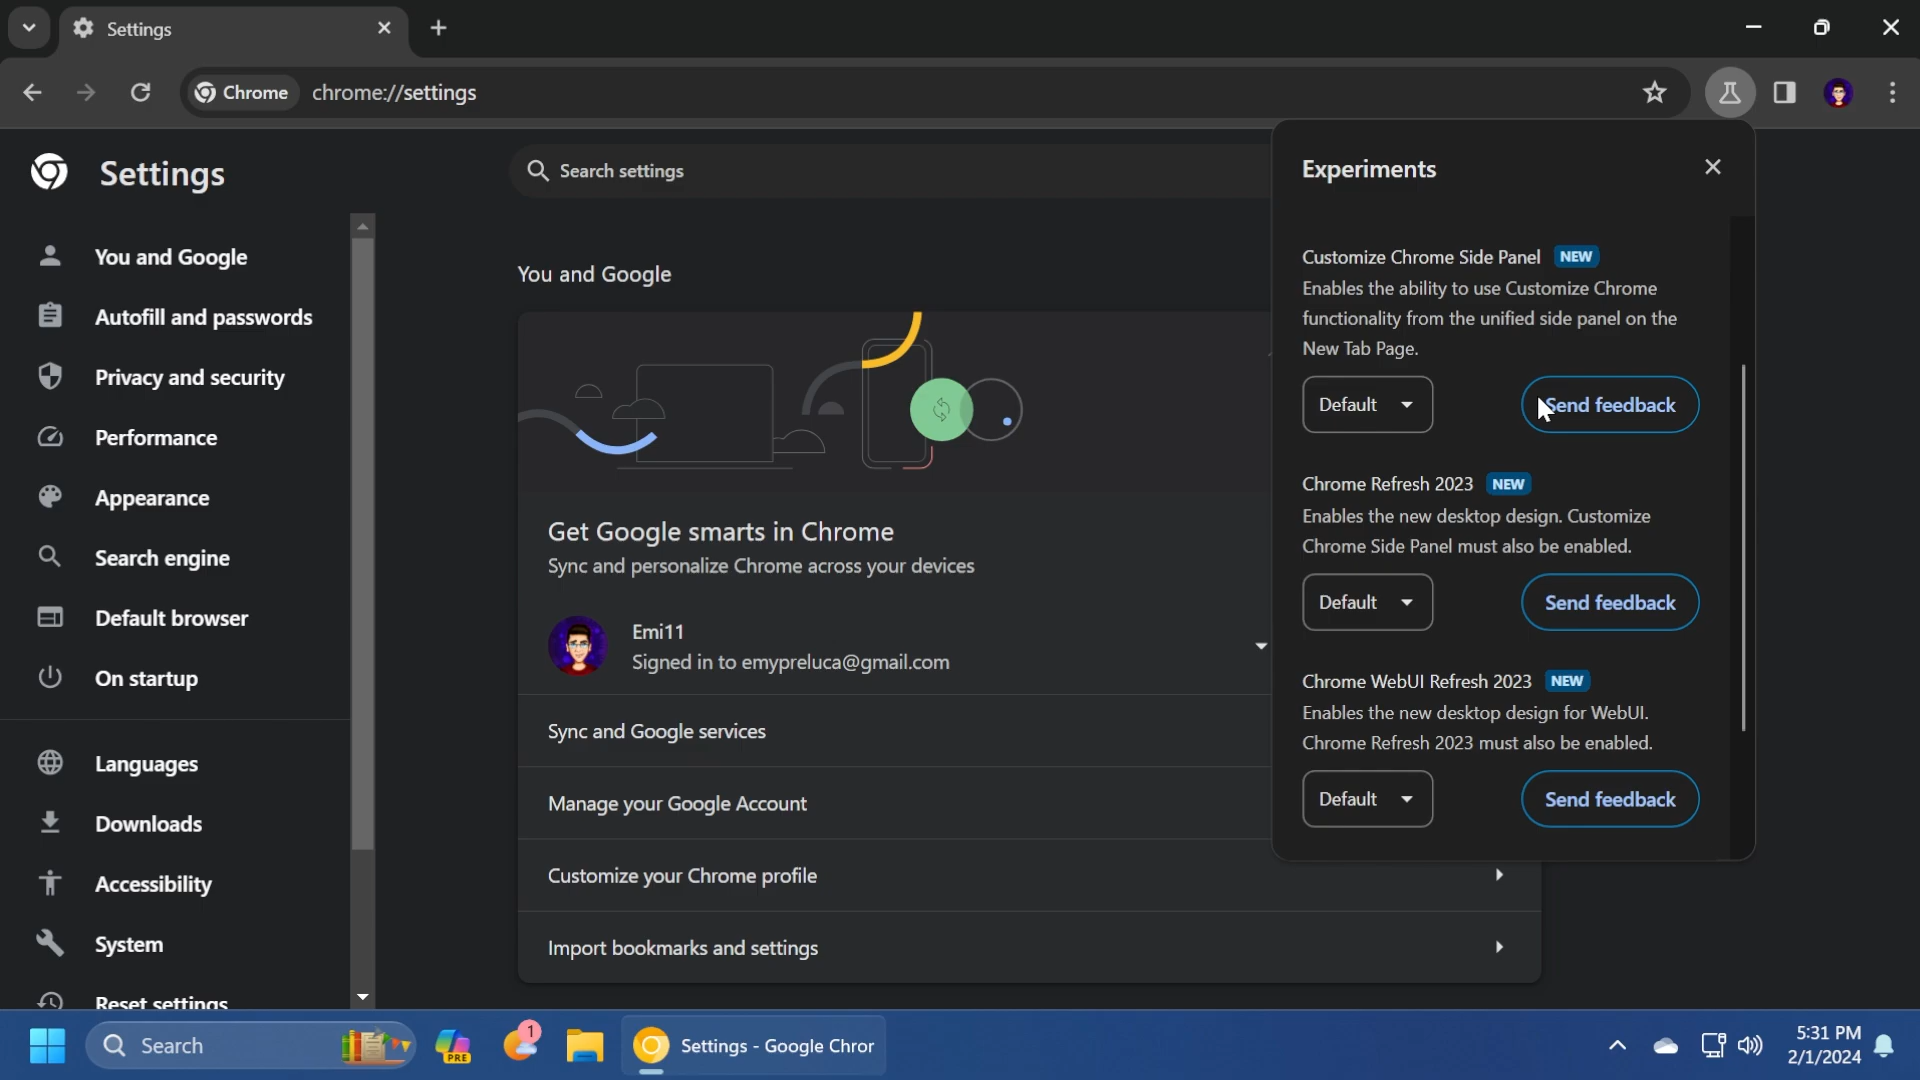 Settings
Chrome
chrome://settings
Settings
Search settings
Experiments
You and Google
Autofill and passwords
Privacy and security
Performance
Appearance
Search engine
Default browser
On startup
Languages
Downloads
Accessibility
System
Reset settings
You and Google
Get Google smarts in Chrome
Sync and personalize Chrome across your devices
Emi11
Signed in to emypreluca@gmail.com
Sync and Google services
Manage your Google Account
Customize your Chrome profile
Import bookmarks and settings
Customize Chrome Side Panel NEW
Enables the ability to use Customize Chrome
functionality from the unified side panel on the
New Tab Page.
Default Send feedback
Chrome Refresh 2023 NEW
Enables the new desktop design. Customize
Chrome Side Panel must also be enabled.
Default Send feedback
Chrome WebUI Refresh 2023 NEW
Enables the new desktop design for WebUI.
Chrome Refresh 2023 must also be enabled.
Default Send feedback
Search
PRE
1
Settings - Google Chror
5:31 PM
2/1/2024